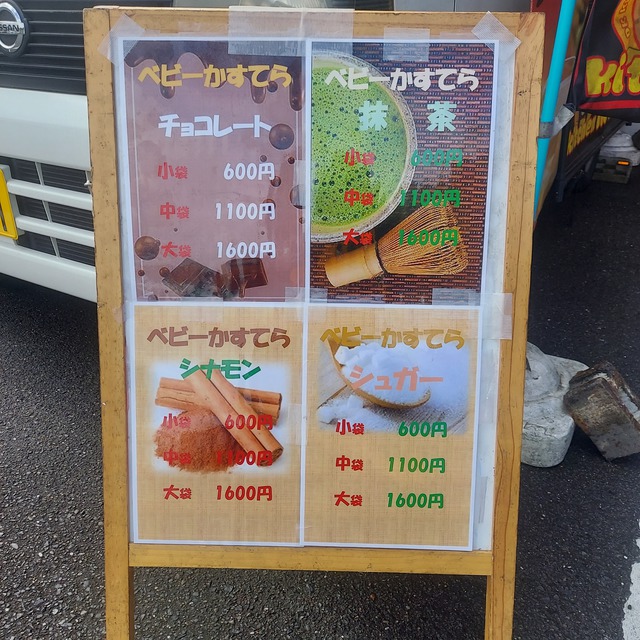 NISSAN
ベビーかすてら
チョコレート
小袋 600円
中袋 1100円
大袋 1600円
ベビーかすてら
抹 茶
小袋 600円
中袋 1100円
大袋 1600円
ベビーかすてら
シナモン
小袋 600円
中袋 1100円
大袋 1600円
ベビーかすてら
シュガー
小袋 600円
中袋 1100円
大袋 1600円